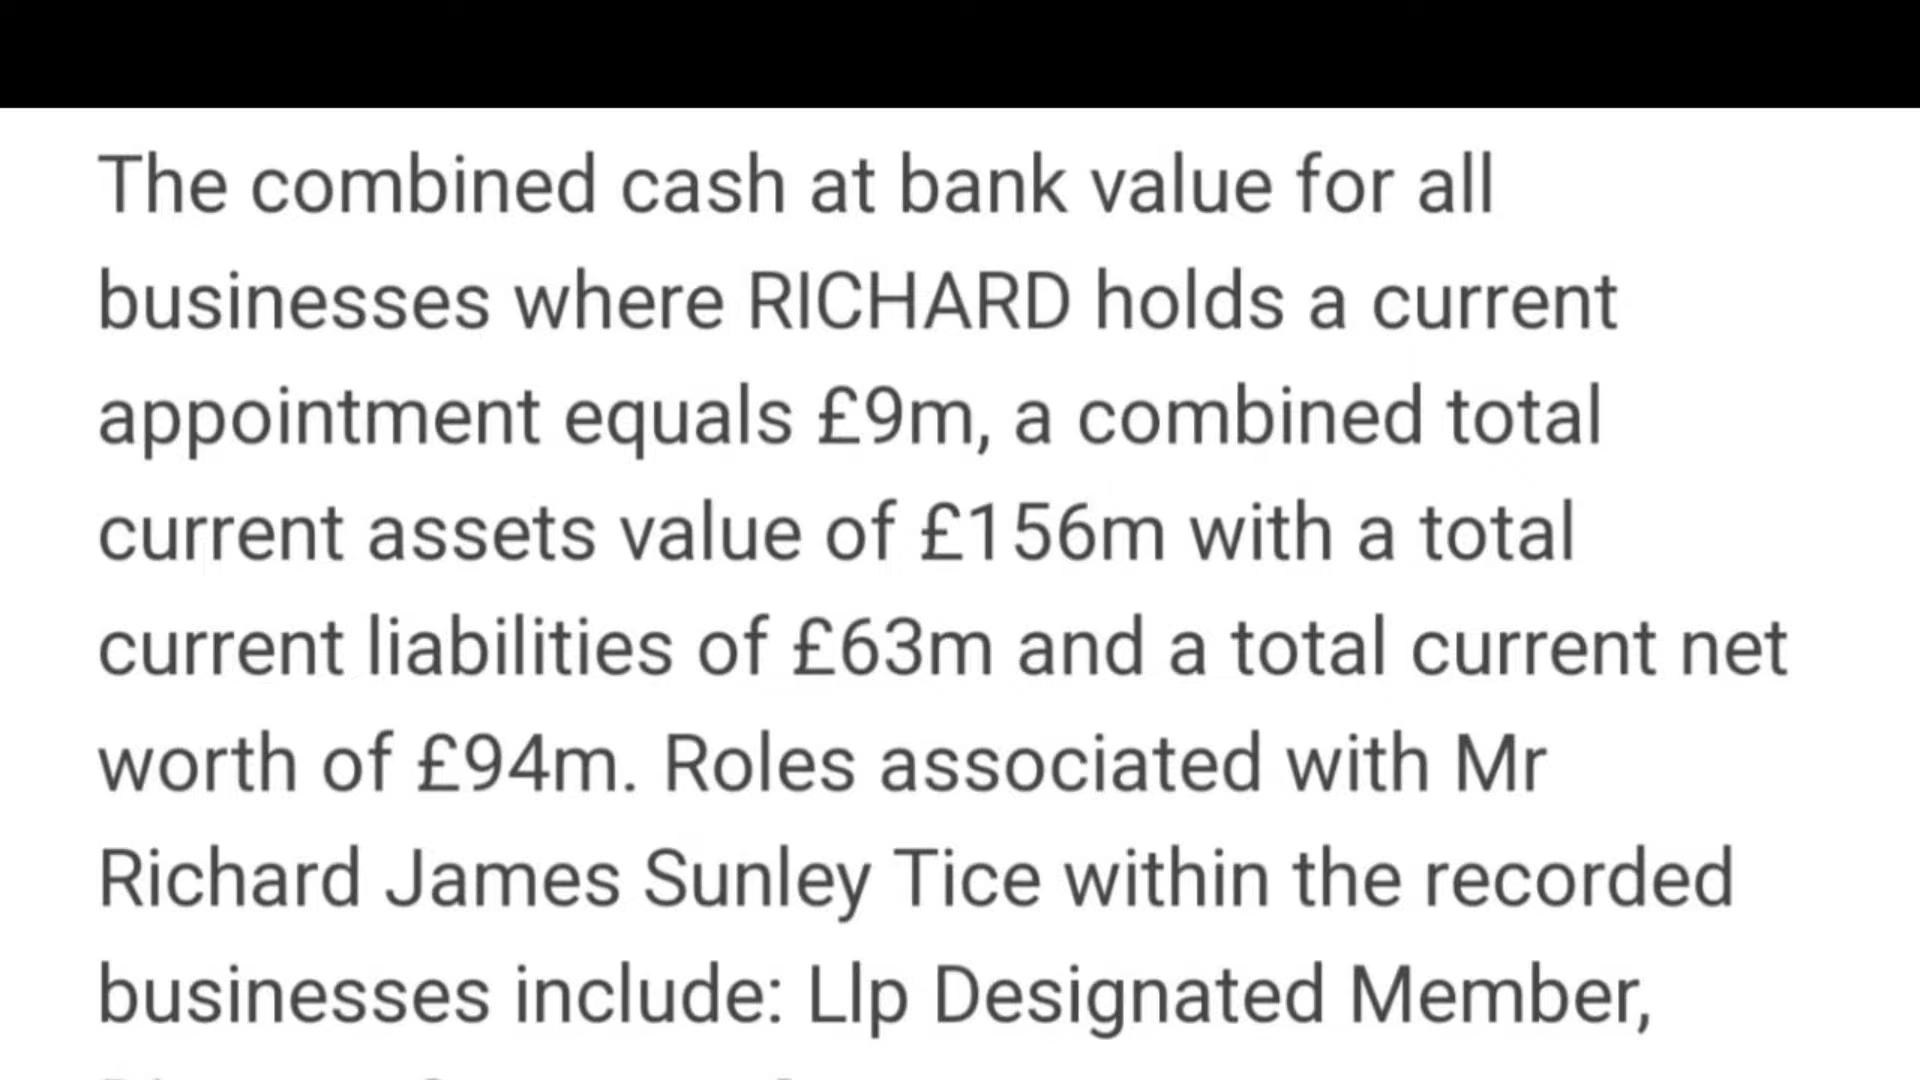 The combined cash at bank value for all
businesses where RICHARD holds a current
appointment equals £9m, a combined total
current assets value of £156m with a total
current liabilities of £63m and a total current net
worth of £94m. Roles associated with Mr
Richard James Sunley Tice within the recorded
businesses include: Llp Designated Member,